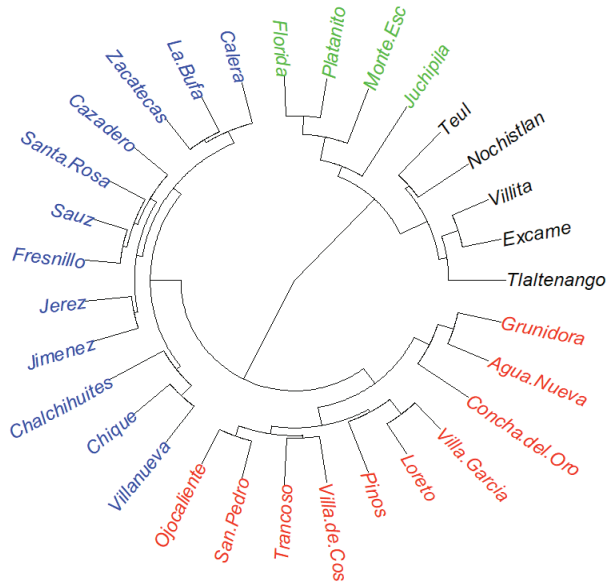 Florida
Platanito
Monte.Esc
Juchipila
Teul
Nochistlan
Villita
Excame
Tlaltenango
Grunidora
Agua.Nueva
Concha.del.Oro
Villa.Garcia
Loreto
Pinos
Villa.de.Cos
Trancoso
San.Pedro
Ojocaliente
Villanueva
Chique
Chalchihuites
Jimenez
Jerez
Fresnillo
Sauz
Santa.Rosa
Cazadero
Zacatecas
La.Bufa
Calera